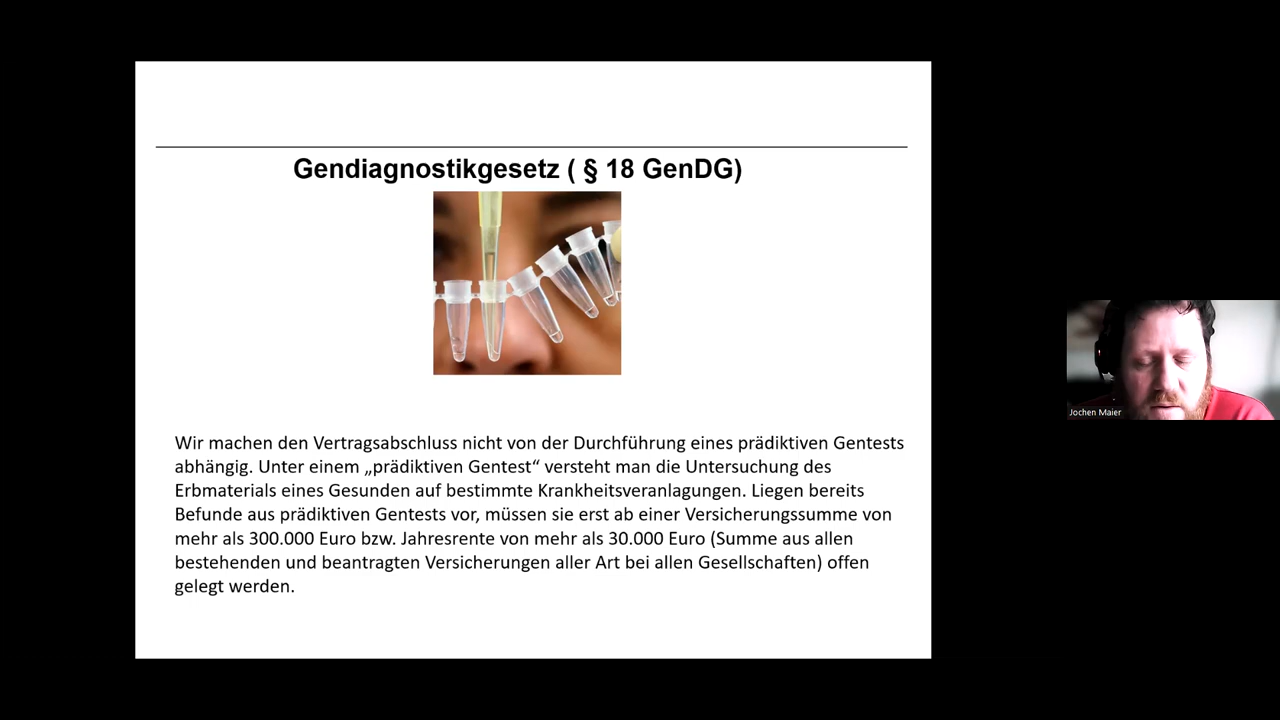 Gendiagnostikgesetz ( § 18 GenDG)
Wir machen den Vertragsabschluss nicht von der Durchführung eines prädiktiven Gentests
abhängig. Unter einem „prädiktiven Gentest“ versteht man die Untersuchung des
Erbmaterials eines Gesunden auf bestimmte Krankheitsveranlagungen. Liegen bereits
Befunde aus prädiktiven Gentests vor, müssen sie erst ab einer Versicherungssumme von
mehr als 300.000 Euro bzw. Jahresrente von mehr als 30.000 Euro (Summe aus allen
bestehenden und beantragten Versicherungen aller Art bei allen Gesellschaften) offen
gelegt werden.
Jochen Maier